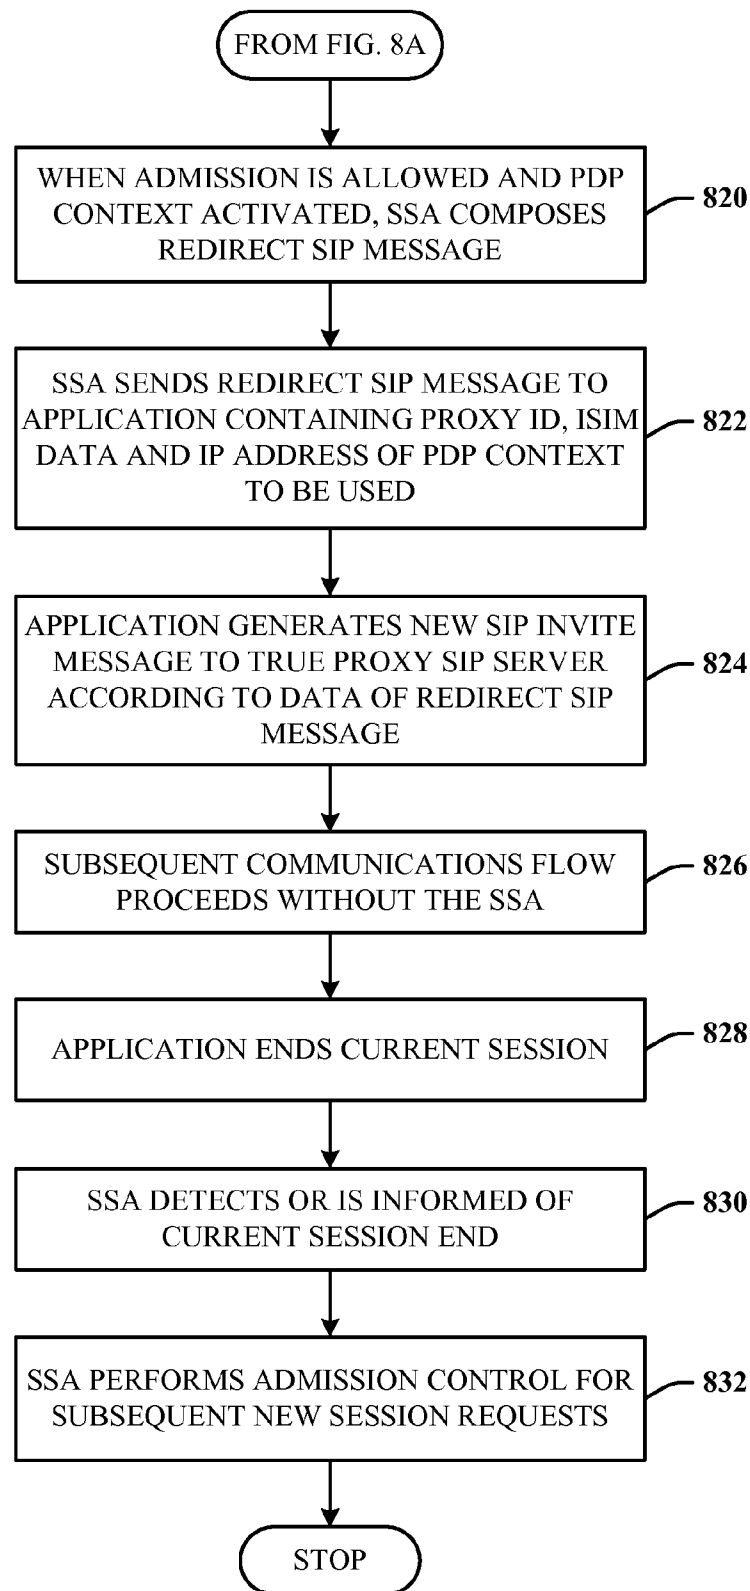 FROM FIG. 8A
WHEN ADMISSION IS ALLOWED AND PDP
CONTEXT ACTIVATED, SSA COMPOSES
REDIRECT SIP MESSAGE
820
SSA SENDS REDIRECT SIP MESSAGE TO
APPLICATION CONTAINING PROXY ID, ISIM
DATA AND IP ADDRESS OF PDP CONTEXT
TO BE USED
822
APPLICATION GENERATES NEW SIP INVITE
MESSAGE TO TRUE PROXY SIP SERVER
ACCORDING TO DATA OF REDIRECT SIP
MESSAGE
824
SUBSEQUENT COMMUNICATIONS FLOW
PROCEEDS WITHOUT THE SSA
826
APPLICATION ENDS CURRENT SESSION
828
SSA DETECTS OR IS INFORMED OF
CURRENT SESSION END
830
SSA PERFORMS ADMISSION CONTROL FOR
SUBSEQUENT NEW SESSION REQUESTS
832
STOP